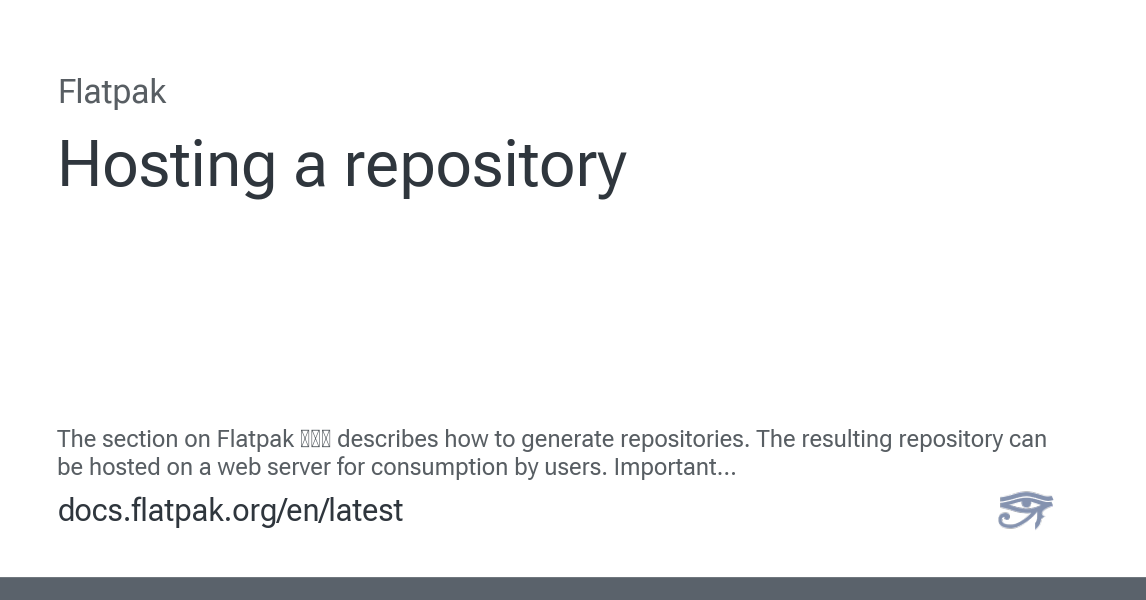 Flatpak
Hosting a repository
The section on Flatpak describes how to generate repositories. The resulting repository can
be hosted on a web server for consumption by users. Important...
docs.flatpak.org/en/latest